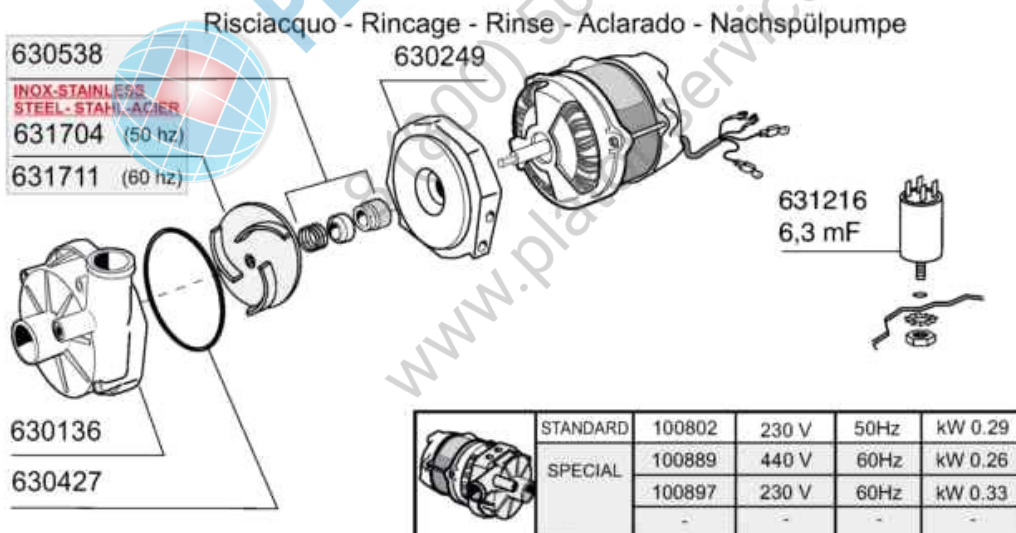 Risciacquo - Rincage - Rinse - Aclarado - Nachspülpumpe
630538
630249
INOX-STAINLESS
STEEL- STAHL-ACIER
631704 (50 hz)
631711 (60 hz)
631216
6,3 mF
630136
630427
STANDARD 100802 230 V 50Hz kW 0.29
SPECIAL 100889 440 V 60Hz kW 0.26
100897 230 V 60Hz kW 0.33
- - - -